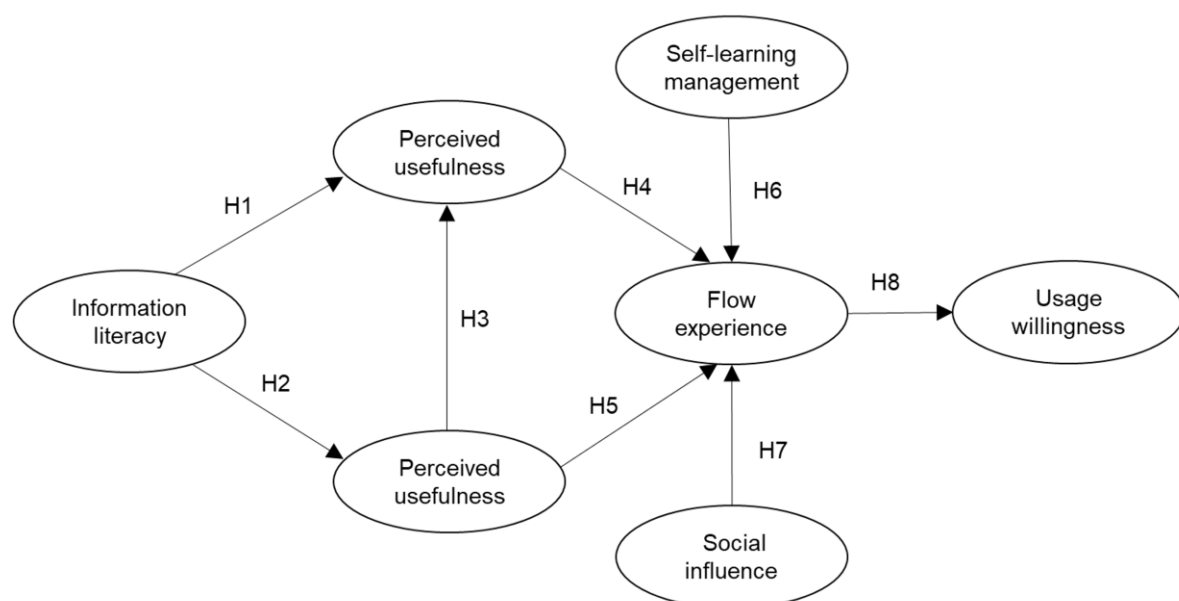 Self-learning
management
Perceived
usefulness
H4
H6
H1
Information
literacy
H3
Flow
experience
H8
Usage
willingness
H2
H5
Perceived
usefulness
H7
Social
influence